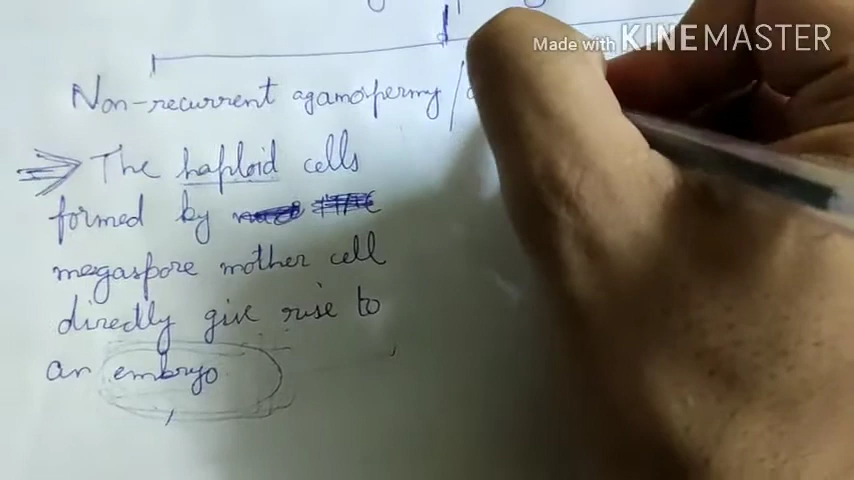 Made with KINEMASTER
Non-recurrent agamospermy /
The haploid cells
formed by
megaspore mother cell
directly give rise to
an embryo